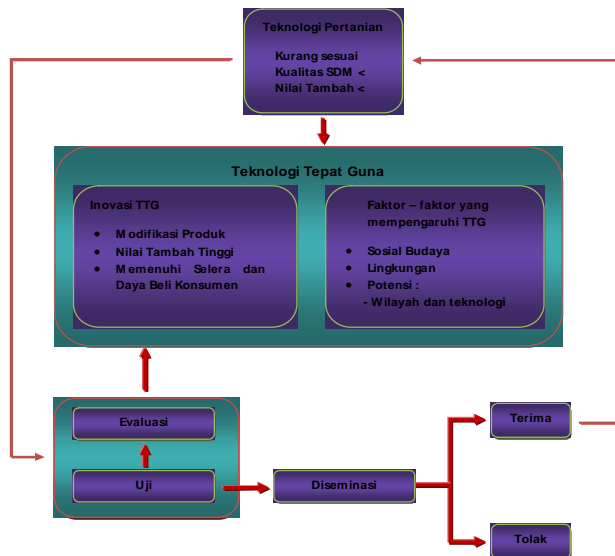 Teknologi Pertanian
Kurang sesuai
Kualitas SDM <
Nilai Tambah <
Teknologi Tepat Guna
Inovasi TTG
• Modifikasi Produk
• Nilai Tambah Tinggi
• Memenuhi Selera dan
Daya Beli Konsumen
Faktor – faktor yang
mempengaruhi TTG
• Sosial Budaya
• Lingkungan
• Potensi :
- Wilayah dan teknologi
Evaluasi
Uji
Diseminasi
Terima
Tolak